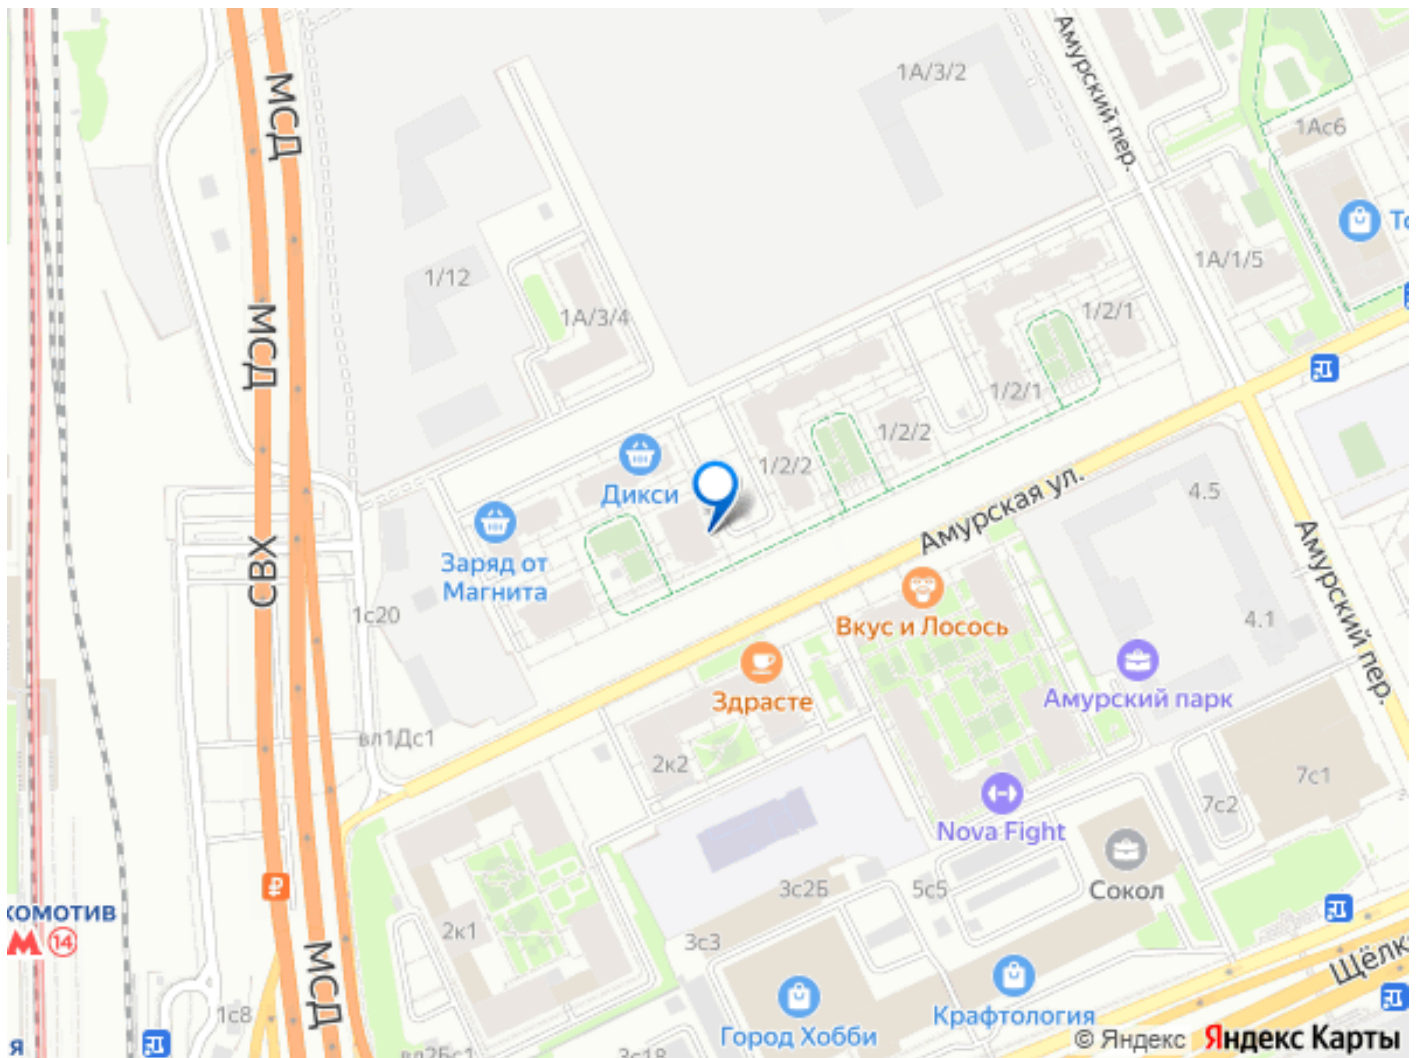 МСД
1А/3/2
Амурский пер.
1Ас6
1А/1/5
1/12
1А/3/4
1/2/1
МСД
1/2/1
1/2/2
1/2/2
Дикси
4.5
Амурская ул.
Заряд от
Магнита
СВХ
Амурский пер.
1с20
Вкус и Лосось
4.1
Здрасте
Амурский парк
вл1Дс1
2к2
7с1
7с2
Nova Fight
₽
3с2Б
5с5
Сокол
2к1
3с3
М 14
МСД
1с8
Крафтология
Город Хобби
© Яндекс Яндекс Карты